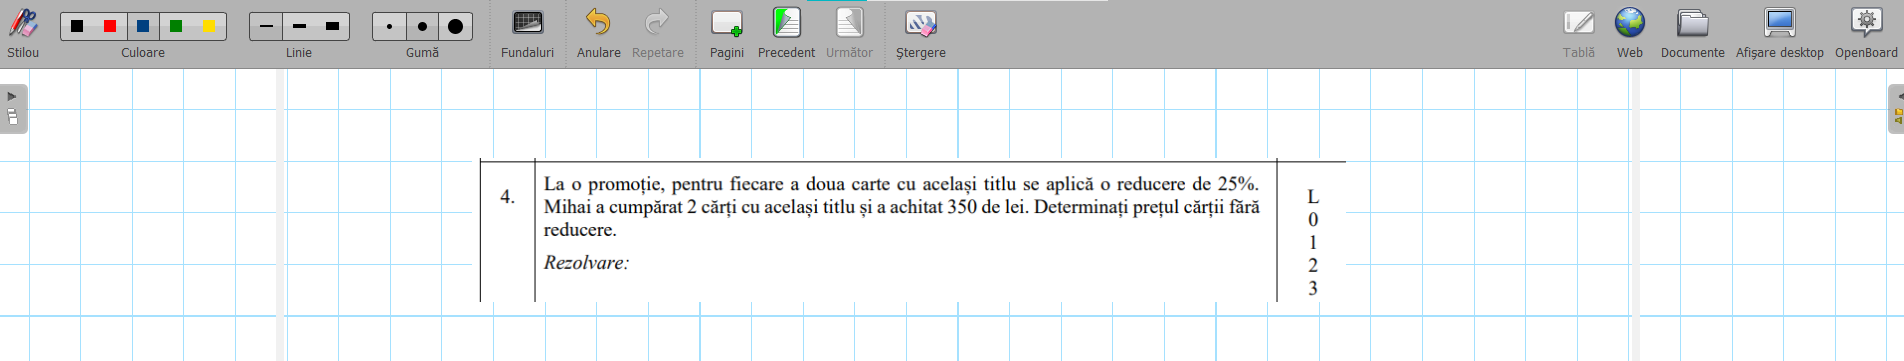 Stilou Culoare Linie Gumă Fundaluri Anulare Repetare Pagini Precedent Următor Ştergere Tablă Web Documente Afişare desktop OpenBoard
4.
La o promoție, pentru fiecare a doua carte cu același titlu se aplică o reducere de 25%.
Mihai a cumpărat 2 cărți cu același titlu și a achitat 350 de lei. Determinați prețul cărții fără
reducere.
Rezolvare:
L
0
1
2
3